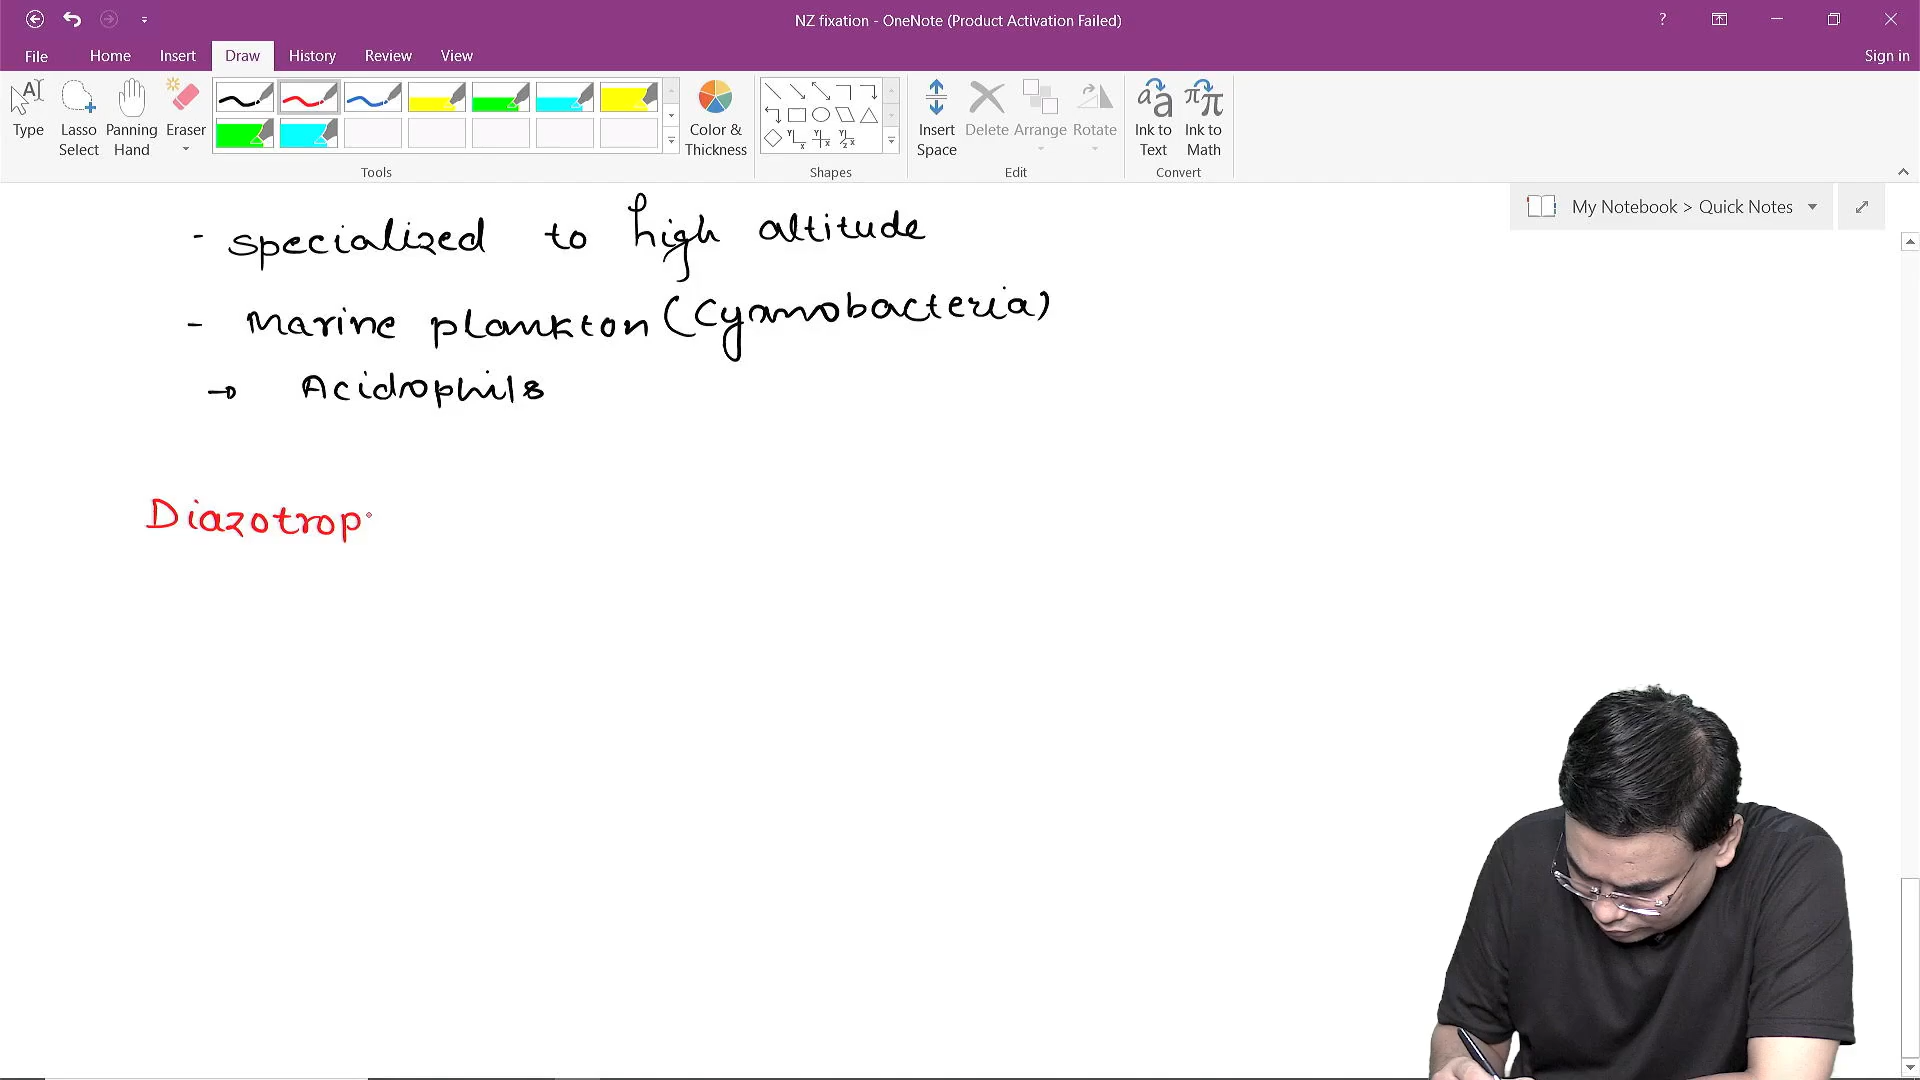 NZ fixation - OneNote (Product Activation Failed)
?
File Home Insert Draw History Review View
Sign in
Type
Lasso Select
Panning Hand
Eraser
Color & Thickness
Insert Space
Delete
Arrange
Rotate
Ink to Text
Ink to Math
Tools
Shapes
Edit
Convert
My Notebook > Quick Notes
- specialized to high altitude
- Marine plankton (Cyanobacteria)
→ Acidrophils
Diazotrop